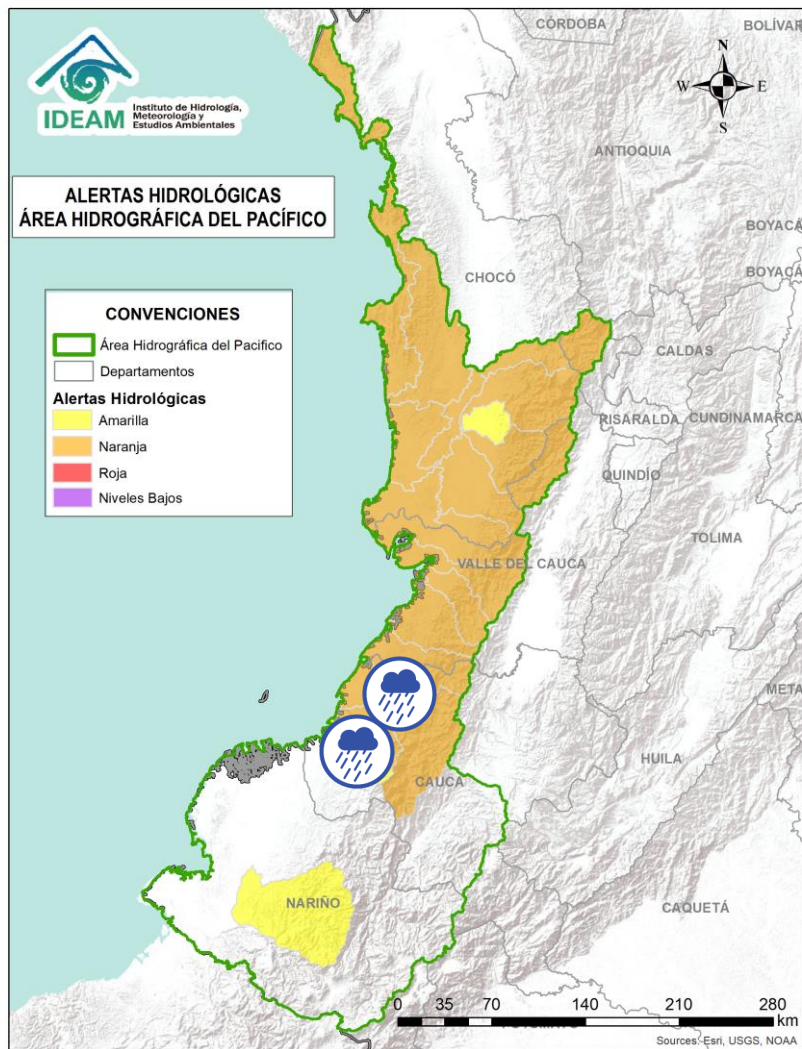 CÓRDOBA
BOLÍVAR
N
W
E
S
IDEAM
Instituto de Hidrología,
Meteorología y
Estudios Ambientales
ANTIOQUIA
ALERTAS HIDROLÓGICAS
ÁREA HIDROGRÁFICA DEL PACÍFICO
BOYACÁ
BOYACÁ
CHOCÓ
CONVENCIONES
Área Hidrográfica del Pacifico
Departamentos
Alertas Hidrológicas
Amarilla
Naranja
Roja
Niveles Bajos
CALDAS
RISARALDA
CUNDINAMARCA
QUINDÍO
TOLIMA
VALLE DEL CAUCA
META
HUILA
CAUCA
NARIÑO
CAQUETÁ
0 35 70 140 210 280
km
Sources: Esri, USGS, NOAA